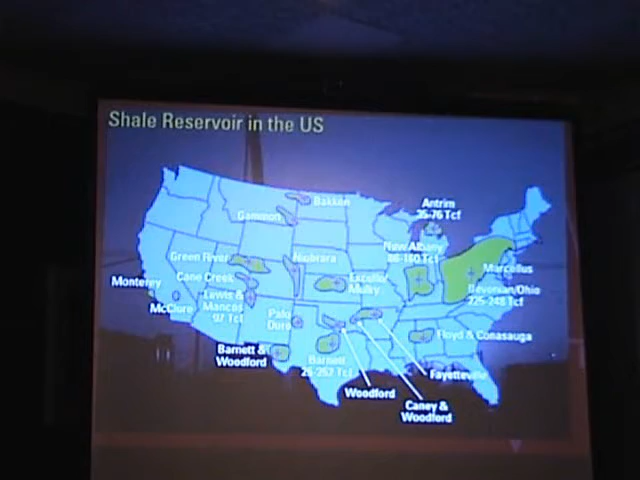 Shale Reservoir in the US
Bakken
Antrim
35-76 Tcf
Gammon
New Albany
86-160 Tcf
Green River
Niobrara
Marcellus
Cane Creek
Excello/
Mulky
Monterey
Devonian/Ohio
225-248 Tcf
McClure
Lewis &
Mancos
97 Tcf
Palo
Duro
Floyd & Conasauga
Barnett &
Woodford
Barnett
25-252 Tcf
Fayetteville
Woodford
Caney &
Woodford